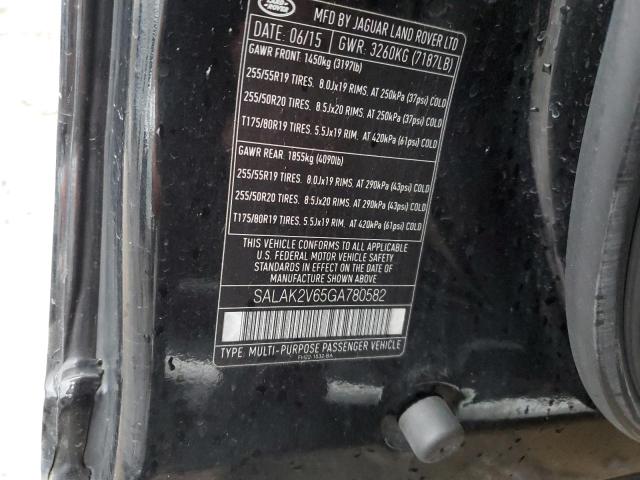 LAND ROVER
MFD BY JAGUAR LAND ROVER LTD
DATE: 06/15 GWR: 3260KG (7187LB)
GAWR FRONT: 1450kg (3197lb)
255/55R19 TIRES. 8.0Jx19 RIMS, AT 250kPa (37psi) COLD
255/50R20 TIRES. 8.5Jx20 RIMS, AT 250kPa (37psi) COLD
T175/80R19 TIRES. 5.5Jx19 RIM. AT 420kPa (61psi) COLD
GAWR REAR. 1855kg (4090lb)
255/55R19 TIRES. 8.0Jx19 RIMS, AT 290kPa (43psi) COLD
255/50R20 TIRES. 8.5Jx20 RIMS, AT 290kPa (43psi) COLD
T175/80R19 TIRES. 5.5Jx19 RIM, AT 420kPa (61psi) COLD
THIS VEHICLE CONFORMS TO ALL APPLICABLE
U.S. FEDERAL MOTOR VEHICLE SAFETY
STANDARDS IN EFFECT ON THE DATE OF
MANUFACTURE SHOWN ABOVE
SALAK2V65GA780582
TYPE: MULTI-PURPOSE PASSENGER VEHICLE